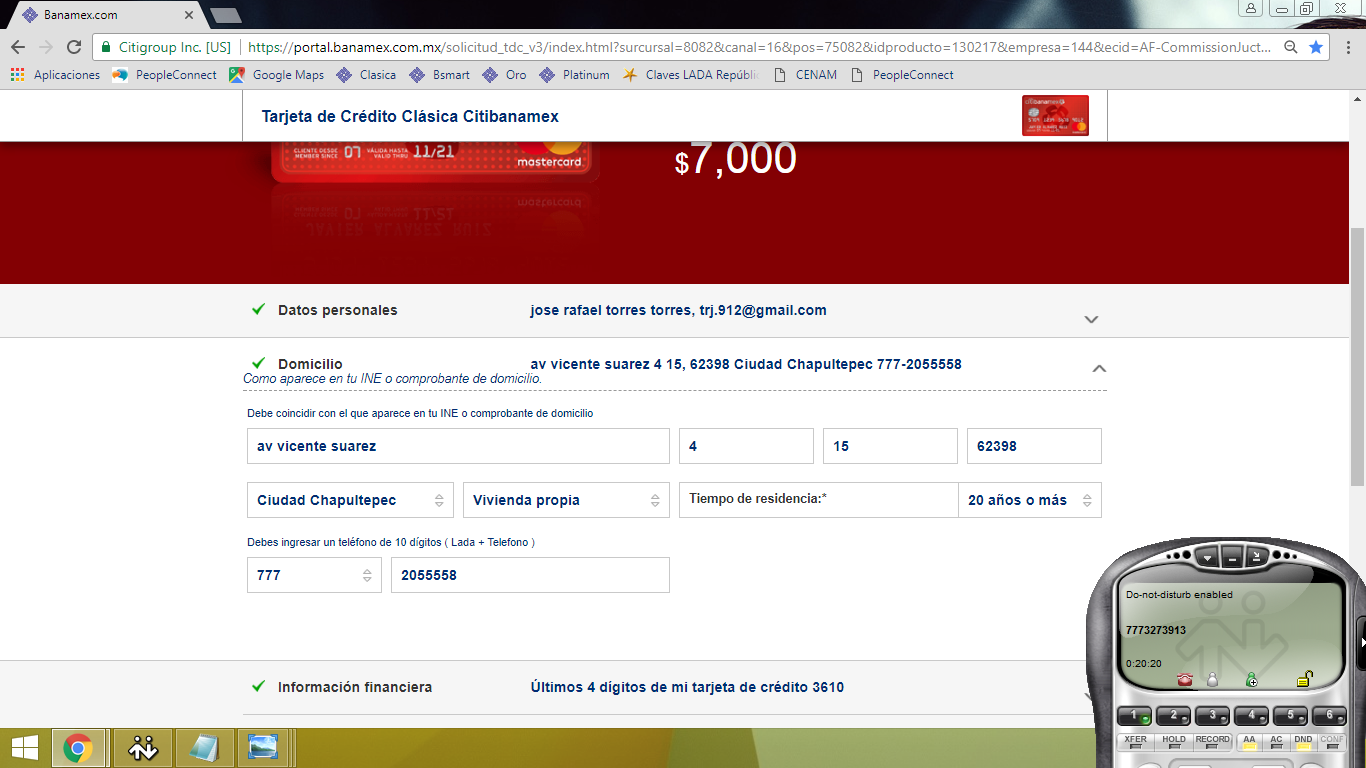 Banamex.com
Citigroup Inc. [US]
https://portal.banamex.com.mx/solicitud_tdc_v3/index.html?surcursal=8082&canal=16&pos=75082&idproducto=130217&empresa=144&ecid=AF-CommissionJuct...
Aplicaciones PeopleConnect Google Maps Clasica Bsmart Oro Platinum Claves LADA Repúbli CENAM PeopleConnect
Tarjeta de Crédito Clásica Citibanamex
CLIENTE DESDE MEMBER SINCE 07 VÁLIDA HASTA VALID THRU 11/21
mastercard
$7,000
Datos personales jose rafael torres torres, trj.912@gmail.com
Domicilio av vicente suarez 4 15, 62398 Ciudad Chapultepec 777-2055558
Como aparece en tu INE o comprobante de domicilio.
Debe coincidir con el que aparece en tu INE o comprobante de domicilio
av vicente suarez 4 15 62398
Ciudad Chapultepec Vivienda propia Tiempo de residencia:* 20 años o más
Debes ingresar un teléfono de 10 dígitos ( Lada + Telefono )
777 2055558
Información financiera Últimos 4 dígitos de mi tarjeta de crédito 3610
Do-not-disturb enabled
7773273913
0:20:20
1 2 3 4 5 6
XFER HOLD RECORD AA AC DND CONF